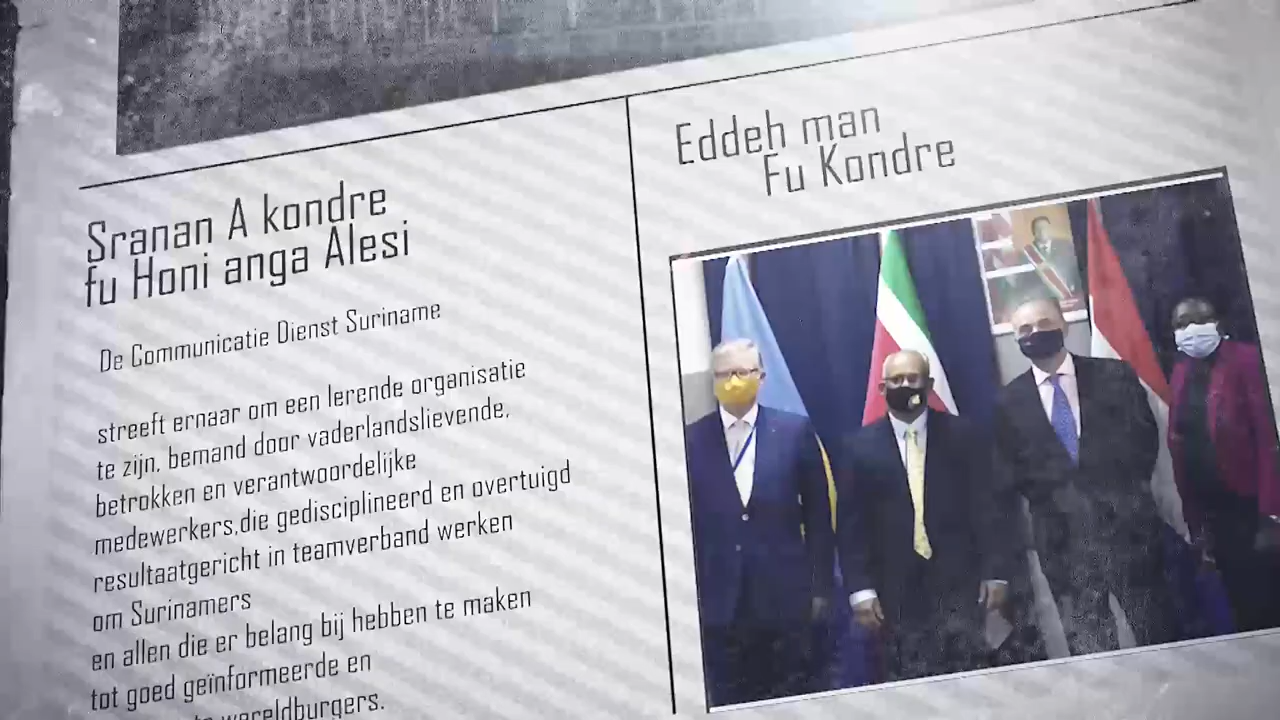 Sranan A kondre
fu Honi anga Alesi
De Communicatie Dienst Suriname
streeft ernaar om een lerende organisatie
te zijn, bemand door vaderlandslievende,
betrokken en verantwoordelijke
medewerkers,die gedisciplineerd en overtuigd
resultaatgericht in teamverband werken
om Surinamers
en allen die er belang bij hebben te maken
tot goed geïnformeerde en
wereldburgers.
Eddeh man
Fu Kondre